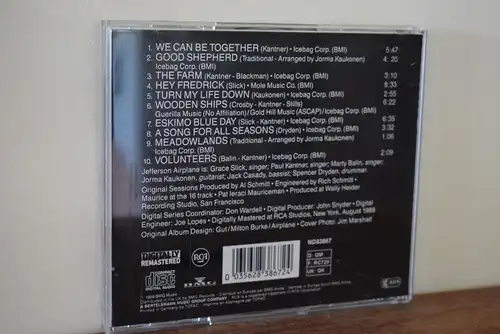 1. WE CAN BE TOGETHER (Kantner) • Icebag Corp. (BMI) 5:47
2. GOOD SHEPHERD (Traditional - Arranged by Jorma Kaukonen) 4:20
Icebag Corp. (BMI)
3. THE FARM (Kantner - Blackman) • Icebag Corp. (BMI) 3:10
4. HEY FREDRICK (Slick) • Mole Music Co. 8:33
5. TURN MY LIFE DOWN (Kaukonen) • Icebag Corp. (BMI) 2:55
6. WOODEN SHIPS (Crosby - Kantner - Stills) 6:22
Guerilla Music (No Affiliation)/Gold Hill Music (ASCAP)/Icebag Corp. (BMI)
7. ESKIMO BLUE DAY (Slick - Kantner) • Icebag Corp. (BMI)
8. A SONG FOR ALL SEASONS (Dryden) • Icebag Corp. (BMI) 3:32
9. MEADOWLANDS (Traditional - Arranged by Jorma Kaukonen) 1:06
Icebag Corp. (BMI)
10. VOLUNTEERS (Balin - Kantner) • Icebag Corp. (BMI) 2:09
Jefferson Airplane is: Grace Slick, singer; Paul Kantner, singer; Marty Balin, singer;
Jorma Kaukonen, guitarist; Jack Casady, bassist; Spencer Dryden, drummer
Original Sessions Produced by Al Schmitt • Engineered by Rich Schmitt •
Maurice at the 16 track • Pat Ieraci Mauriceman • Produced at Wally Heider
Recording Studio, San Francisco
Digital Series Coordinator: Don Wardell • Digital Producer: John Snyder • Digital
Engineer: Joe Lopes • Digitally Mastered at RCA Studios, New York, August 1988
Original Album Design: Gut/Milton Burke/Airplane • Cover Photo: Jim Marshall
DIGITALLY
REMASTERED
COMPACT
disc
DIGITAL AUDIO
RCA
BMG
ND83867
0 035628 386724